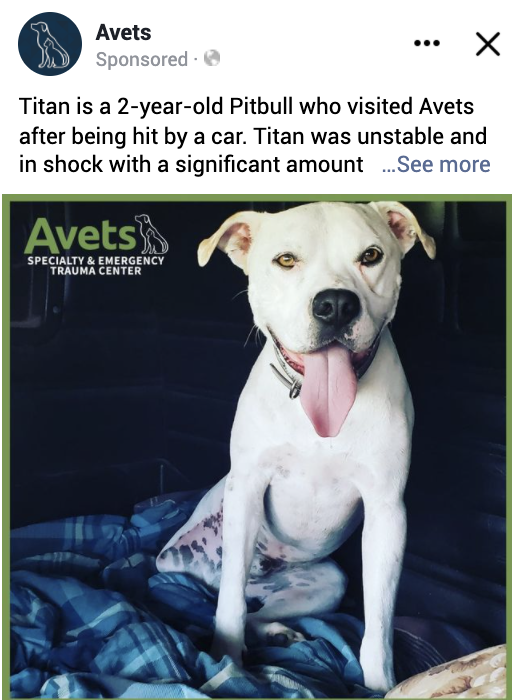 Avets
Sponsored ·
Titan is a 2-year-old Pitbull who visited Avets
after being hit by a car. Titan was unstable and
in shock with a significant amount ...See more
Avets
SPECIALTY & EMERGENCY
TRAUMA CENTER